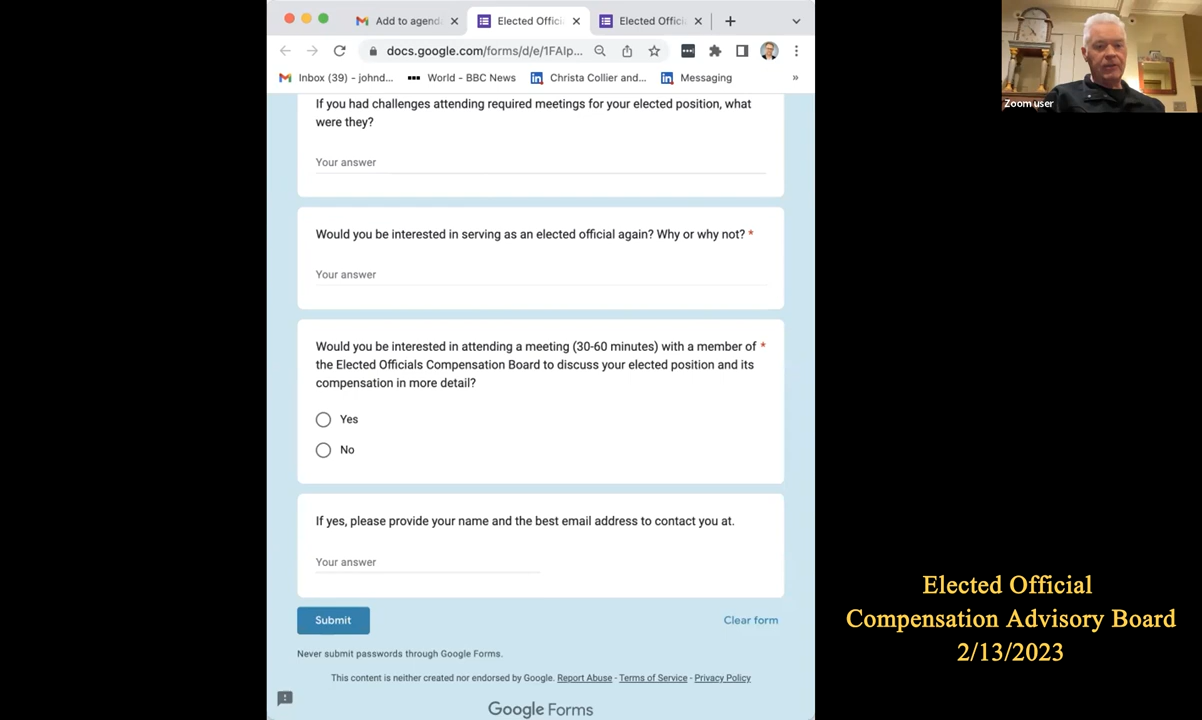 Add to agend
Elected Offici
Elected Officia
docs.google.com/forms/d/e/1FAIp...
Inbox (39) - johnd...
World - BBC News
Christa Collier and...
Messaging
»
If you had challenges attending required meetings for your elected position, what
were they?
Your answer
Would you be interested in serving as an elected official again? Why or why not? *
Your answer
Would you be interested in attending a meeting (30-60 minutes) with a member of *
the Elected Officials Compensation Board to discuss your elected position and its
compensation in more detail?
Yes
No
If yes, please provide your name and the best email address to contact you at.
Your answer
Submit
Clear form
Never submit passwords through Google Forms.
This content is neither created nor endorsed by Google. Report Abuse - Terms of Service - Privacy Policy
Google Forms
Zoom user
Elected Official
Compensation Advisory Board
2/13/2023